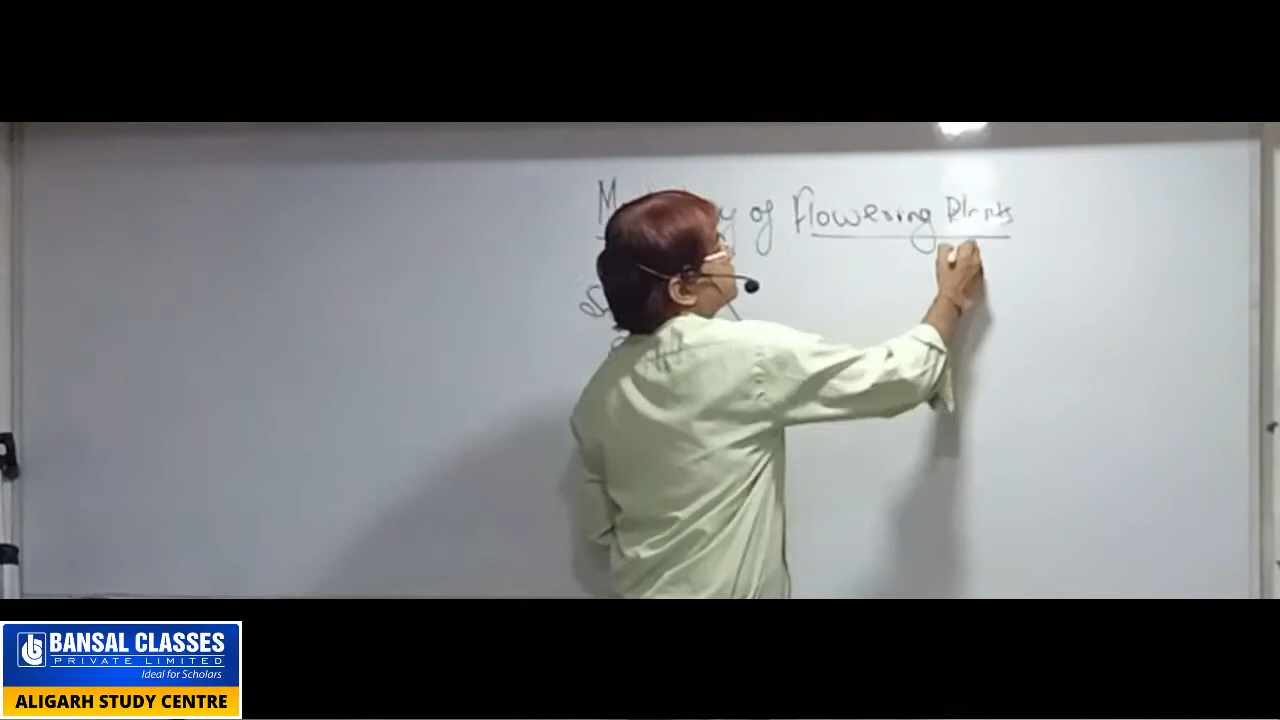 of Flowering Plants
BANSAL CLASSES
PRIVATE LIMITED
Ideal for Scholars
ALIGARH STUDY CENTRE